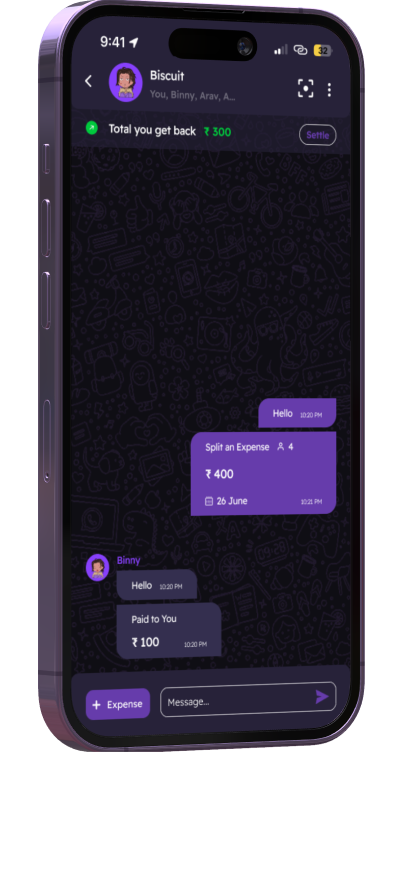 9:41
32
Biscuit
You, Binny, Arav, A...
Total you get back ₹ 300
Settle
Hello 10:20 PM
Split an Expense 4
₹ 400
26 June 10:21 PM
Binny
Hello 10:20 PM
Paid to You
₹ 100 10:20 PM
+ Expense
Message...